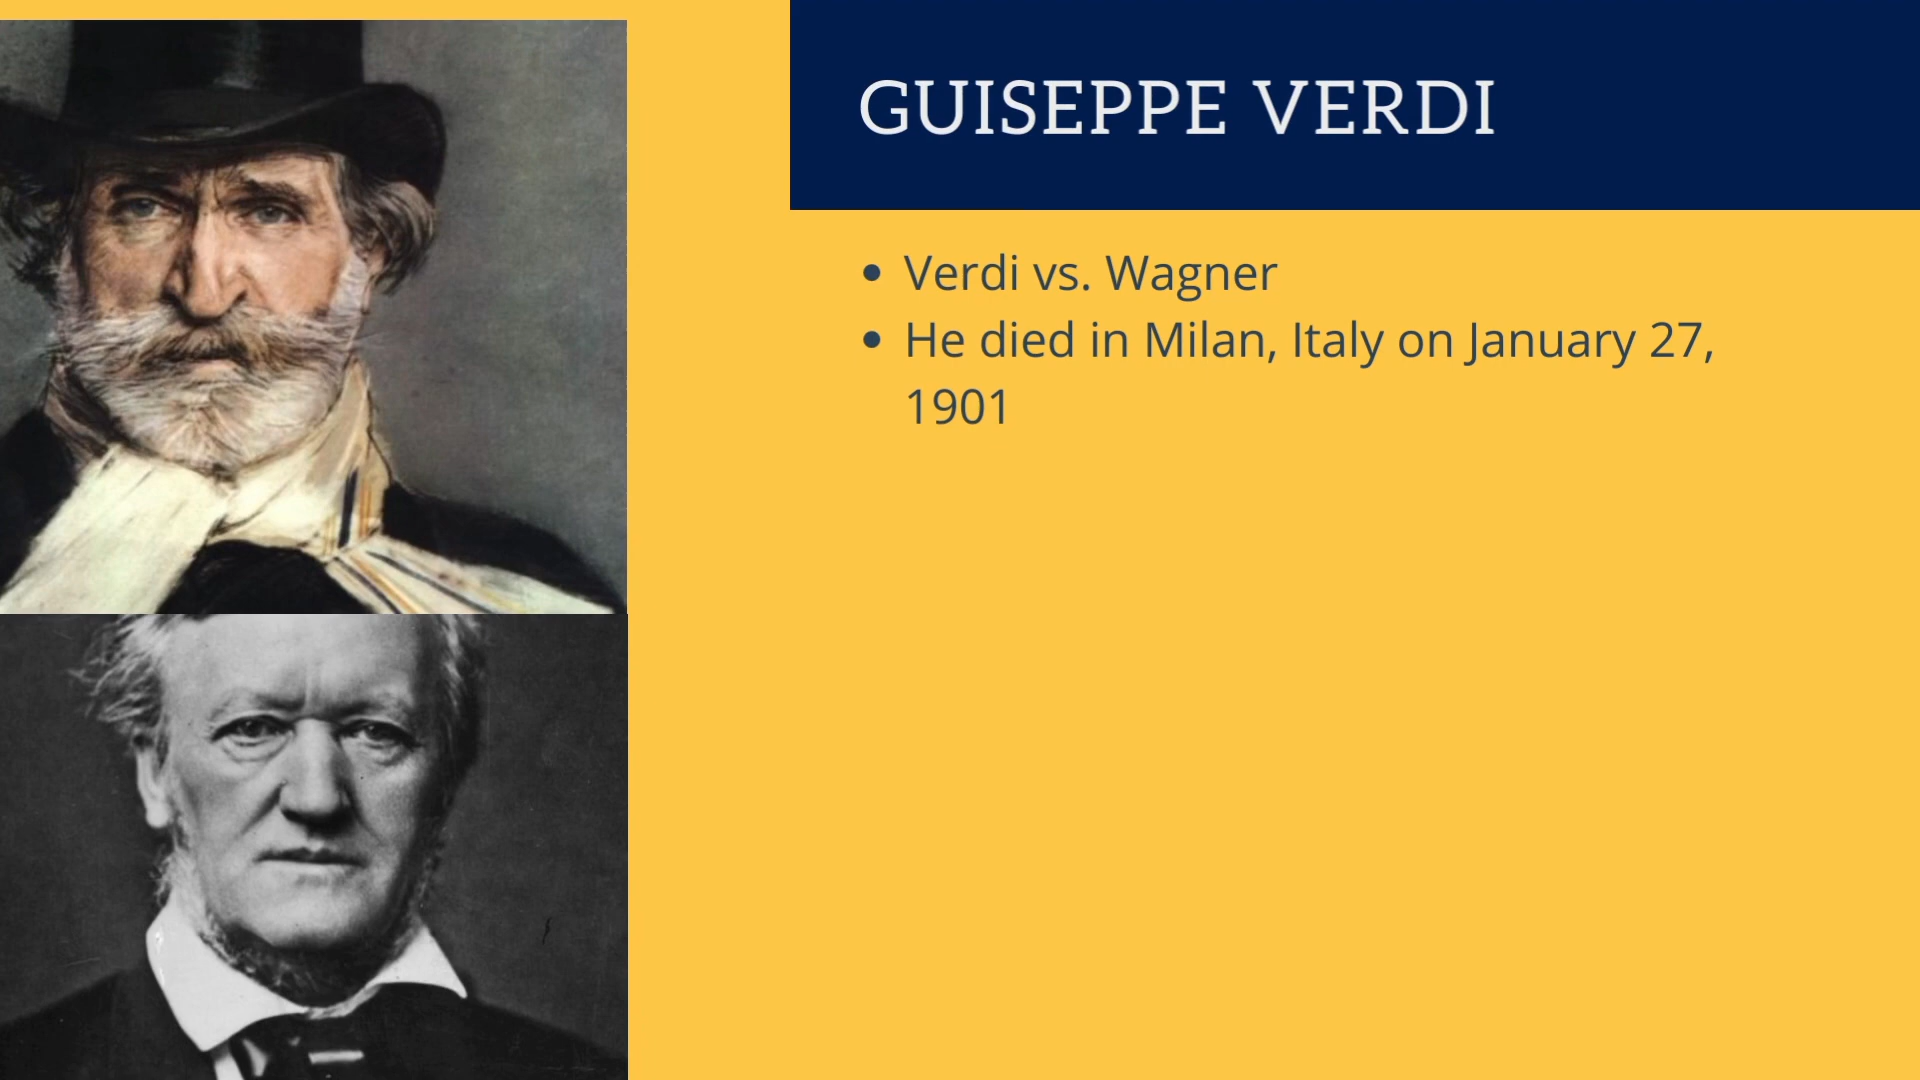 GUISEPPE VERDI
• Verdi vs. Wagner
• He died in Milan, Italy on January 27,
1901